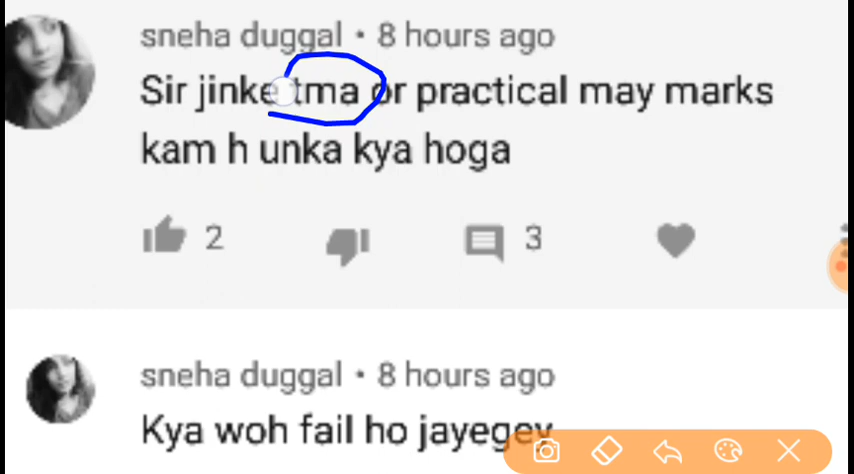 sneha duggal • 8 hours ago
Sir jinke tma or practical may marks
kam h unka kya hoga
2 3
sneha duggal • 8 hours ago
Kya woh fail ho jayegey